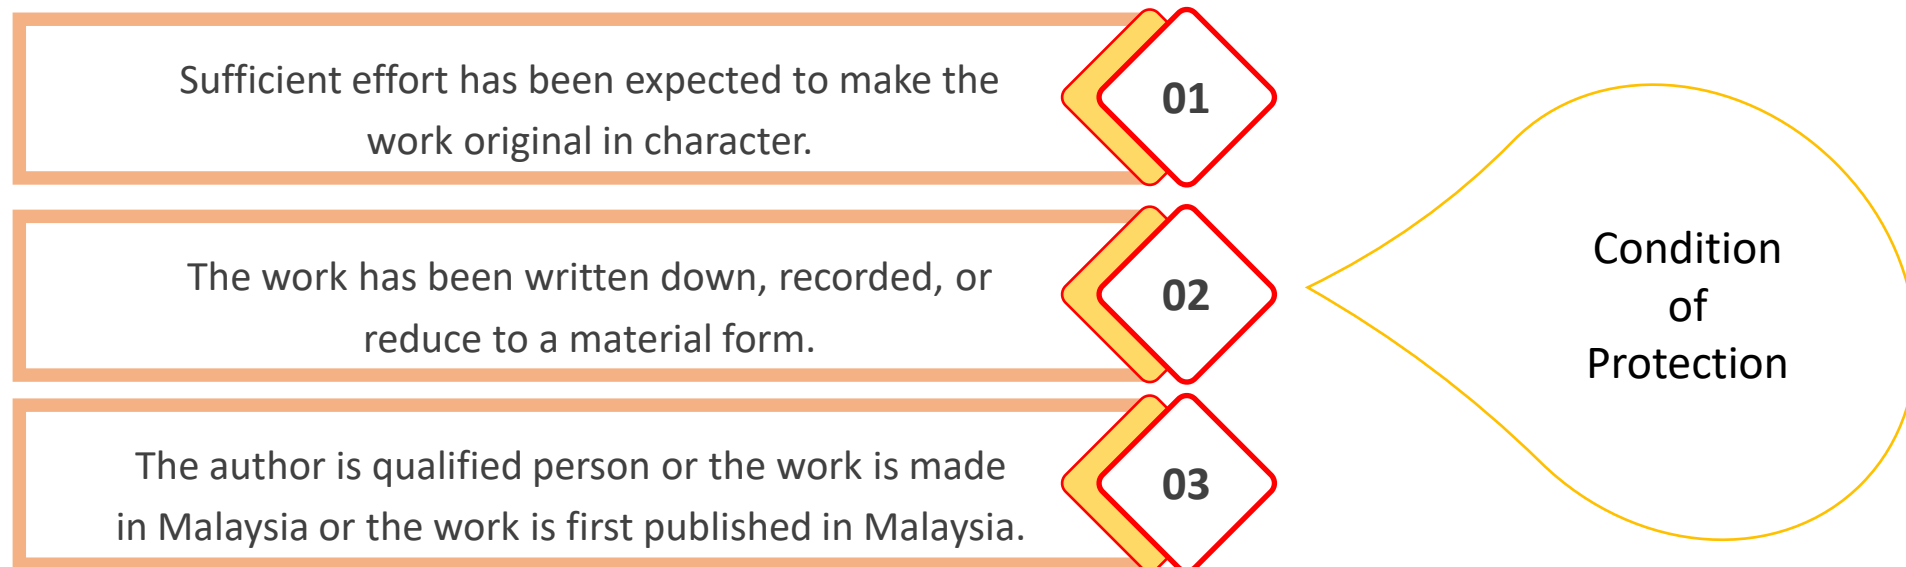 Sufficient effort has been expected to make the
work original in character.
01
The work has been written down, recorded, or
reduce to a material form.
02
The author is qualified person or the work is made
in Malaysia or the work is first published in Malaysia.
03
Condition
of
Protection